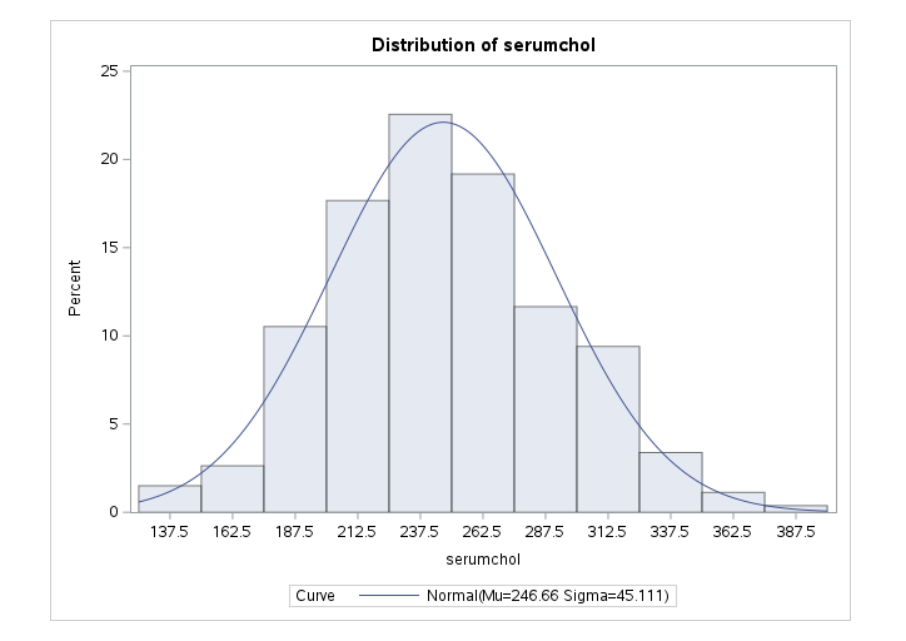 Distribution of serumchol
25
20
15
10
5
0
Percent
137.5 162.5 187.5 212.5 237.5 262.5 287.5 312.5 337.5 362.5 387.5
serumchol
Curve Normal(Mu=246.66 Sigma=45.111)